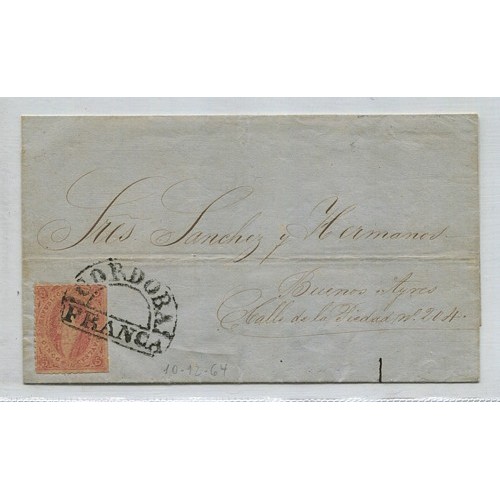 Sres Sanchez y Hermanos
Buenos Ayres
Calle de la Piedad nº 204.
CORDOBA
FRANCA
10-12-64